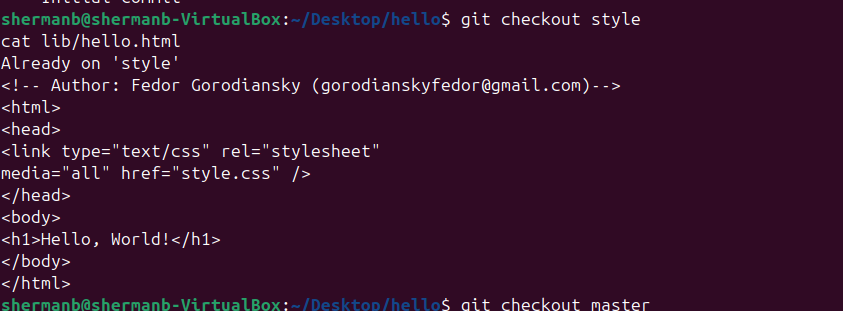 Initial Commit
shermanb@shermanb-VirtualBox:~/Desktop/hello$ git checkout style
cat lib/hello.html
Already on 'style'
<!-- Author: Fedor Gorodiansky (gorodianskyfedor@gmail.com)-->
<html>
<head>
<link type="text/css" rel="stylesheet"
media="all" href="style.css" />
</head>
<body>
<h1>Hello, World!</h1>
</body>
</html>
shermanb@shermanb-VirtualBox:~/Desktop/hello$ git checkout master